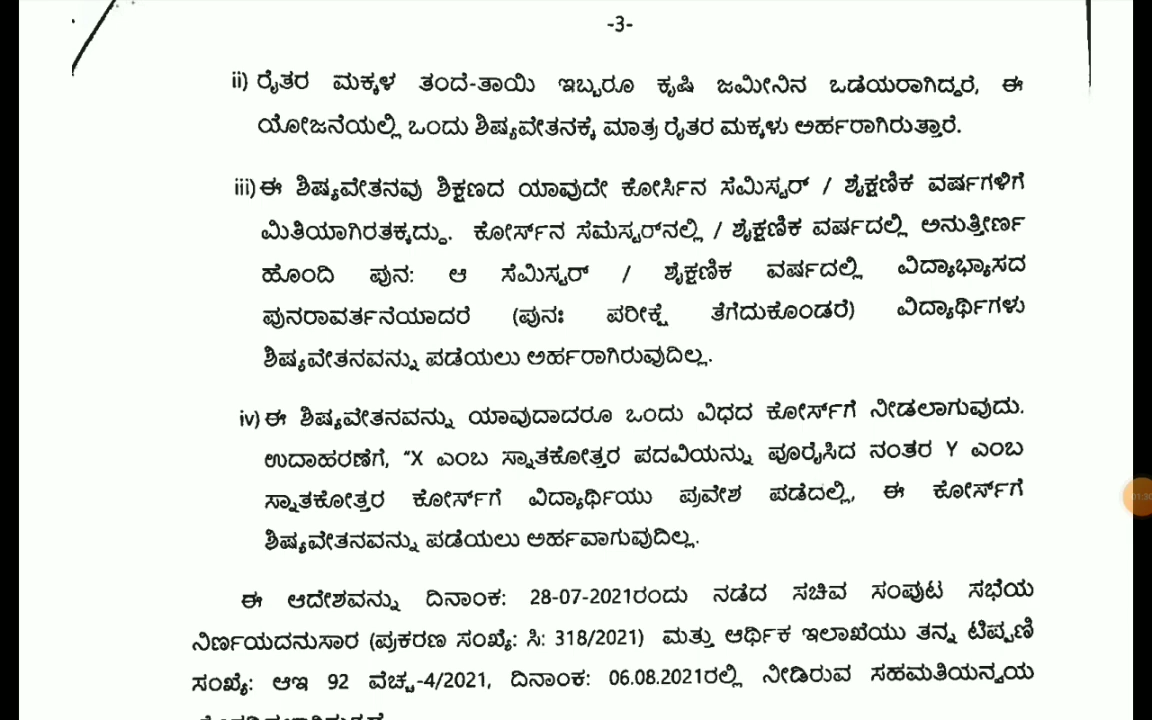 -3-
ii) ರೈತರ ಮಕ್ಕಳ ತಂದೆ-ತಾಯಿ ಇಬ್ಬರೂ ಕೃಷಿ ಜಮೀನಿನ ಒಡೆಯರಾಗಿದ್ದರೆ, ಈ
ಯೋಜನೆಯಲ್ಲಿ ಒಂದು ಶಿಷ್ಯವೇತನಕ್ಕೆ ಮಾತ್ರ ರೈತರ ಮಕ್ಕಳು ಅರ್ಹರಾಗಿರುತ್ತಾರೆ.
iii) ಈ ಶಿಷ್ಯವೇತನವು ಶಿಕ್ಷಣದ ಯಾವುದೇ ಕೋರ್ಸಿನ ಸೆಮಿಸ್ಟರ್ / ಶೈಕ್ಷಣಿಕ ವರ್ಷಗಳಿಗೆ
ಮಿತಿಯಾಗಿರತಕ್ಕದ್ದು. ಕೋರ್ಸ್‌ನ ಸೆಮೆಸ್ಟರ್‌ನಲ್ಲಿ / ಶೈಕ್ಷಣಿಕ ವರ್ಷದಲ್ಲಿ ಅನುತ್ತೀರ್ಣ
ಹೊಂದಿ ಪುನ: ಆ ಸೆಮಿಸ್ಟರ್ / ಶೈಕ್ಷಣಿಕ ವರ್ಷದಲ್ಲಿ ವಿದ್ಯಾಭ್ಯಾಸದ
ಪುನರಾವರ್ತನೆಯಾದರೆ (ಪುನಃ ಪರೀಕ್ಷೆ ತೆಗೆದುಕೊಂಡರೆ) ವಿದ್ಯಾರ್ಥಿಗಳು
ಶಿಷ್ಯವೇತನವನ್ನು ಪಡೆಯಲು ಅರ್ಹರಾಗಿರುವುದಿಲ್ಲ.
iv) ಈ ಶಿಷ್ಯವೇತನವನ್ನು ಯಾವುದಾದರೂ ಒಂದು ವಿಧದ ಕೋರ್ಸ್‌ಗೆ ನೀಡಲಾಗುವುದು.
ಉದಾಹರಣೆಗೆ, "X ಎಂಬ ಸ್ನಾತಕೋತ್ತರ ಪದವಿಯನ್ನು ಪೂರೈಸಿದ ನಂತರ Y ಎಂಬ
ಸ್ನಾತಕೋತ್ತರ ಕೋರ್ಸ್‌ಗೆ ವಿದ್ಯಾರ್ಥಿಯು ಪ್ರವೇಶ ಪಡೆದಲ್ಲಿ, ಈ ಕೋರ್ಸ್‌ಗೆ
ಶಿಷ್ಯವೇತನವನ್ನು ಪಡೆಯಲು ಅರ್ಹವಾಗುವುದಿಲ್ಲ.
ಈ ಆದೇಶವನ್ನು ದಿನಾಂಕ: 28-07-2021ರಂದು ನಡೆದ ಸಚಿವ ಸಂಪುಟ ಸಭೆಯ
ನಿರ್ಣಯದನುಸಾರ (ಪ್ರಕರಣ ಸಂಖ್ಯೆ: ಸಿ: 318/2021) ಮತ್ತು ಆರ್ಥಿಕ ಇಲಾಖೆಯು ತನ್ನ ಟಿಪ್ಪಣಿ
ಸಂಖ್ಯೆ: ಆಇ 92 ವೆಚ್ಚ-4/2021, ದಿನಾಂಕ: 06.08.2021ರಲ್ಲಿ ನೀಡಿರುವ ಸಹಮತಿಯನ್ವಯ